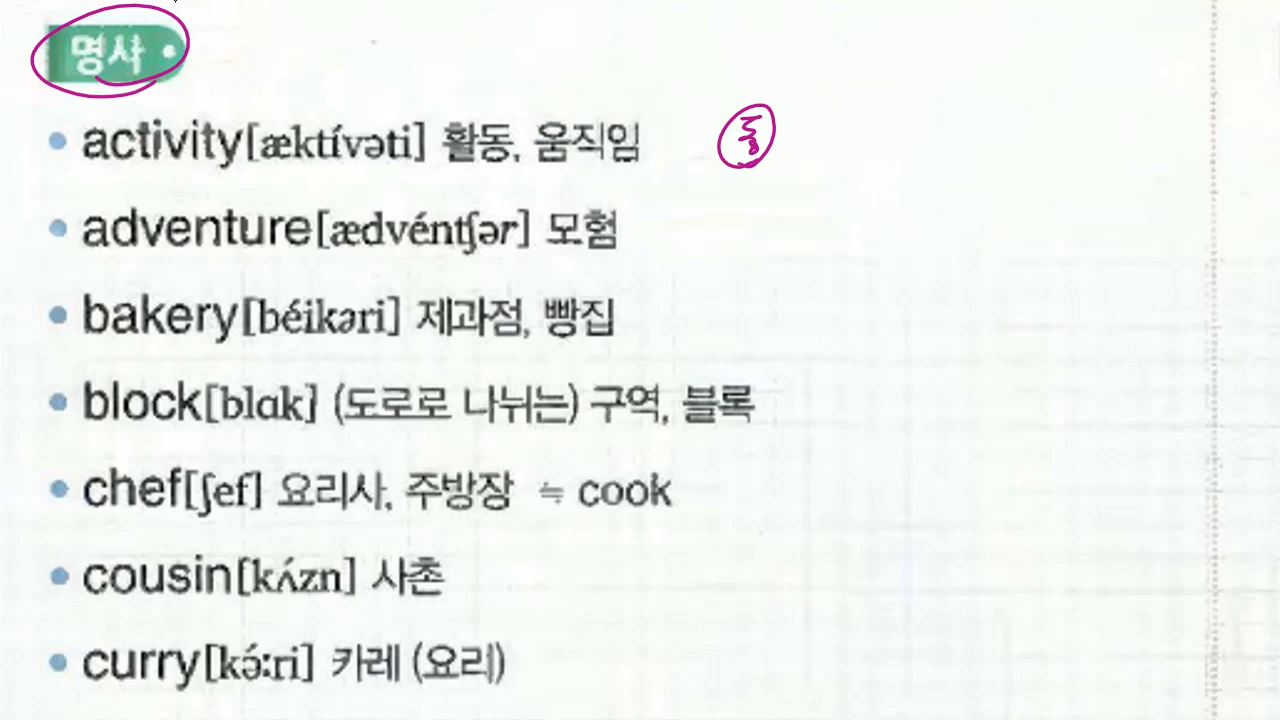 명사
activity[æktívəti] 활동, 움직임
adventure[ædvéntʃər] 모험
bakery[béikəri] 제과점, 빵집
block[blɑk] (도로로 나뉘는) 구역, 블록
chef[ʃef] 요리사, 주방장 ≒ cook
cousin[kʌ́zn] 사촌
curry[kə́ːri] 카레 (요리)